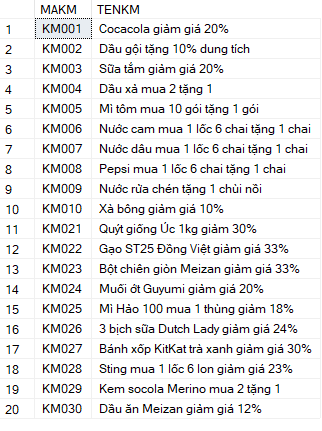 MAKM TENKM
1 KM001 Cocacola giảm giá 20%
2 KM002 Dầu gội tặng 10% dung tích
3 KM003 Sữa tắm giảm giá 20%
4 KM004 Dầu xả mua 2 tặng 1
5 KM005 Mì tôm mua 10 gói tặng 1 gói
6 KM006 Nước cam mua 1 lốc 6 chai tặng 1 chai
7 KM007 Nước dâu mua 1 lốc 6 chai tặng 1 chai
8 KM008 Pepsi mua 1 lốc 6 chai tặng 1 chai
9 KM009 Nước rửa chén tặng 1 chùi nồi
10 KM010 Xà bông giảm giá 10%
11 KM021 Quýt giống Úc 1kg giảm 30%
12 KM022 Gạo ST25 Đồng Việt giảm giá 33%
13 KM023 Bột chiên giòn Meizan giảm giá 33%
14 KM024 Muối ớt Guyumi giảm giá 20%
15 KM025 Mì Hảo 100 mua 1 thùng giảm 18%
16 KM026 3 bịch sữa Dutch Lady giảm giá 24%
17 KM027 Bánh xốp KitKat trà xanh giảm giá 30%
18 KM028 Sting mua 1 lốc 6 lon giảm giá 23%
19 KM029 Kem socola Merino mua 2 tặng 1
20 KM030 Dầu ăn Meizan giảm giá 12%